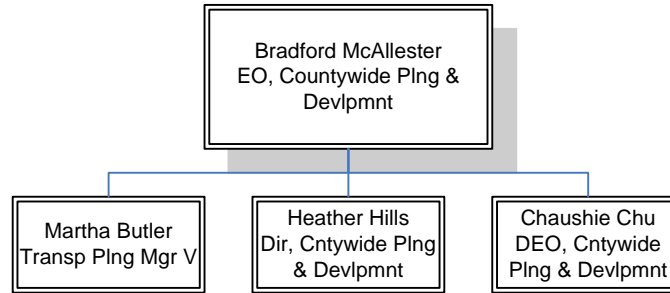 Bradford McAllester
EO, Countywide Plng &
Devlpmnt
Martha Butler
Transp Plng Mgr V
Heather Hills
Dir, Cntywide Plng
& Devlpmnt
Chaushie Chu
DEO, Cntywide
Plng & Devlpmnt